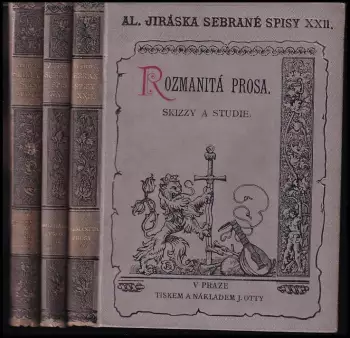 AL. JIRÁSKA SEBRANÉ SPISY XXII.
ROZMANITÁ PROSA.
SKIZZY A STUDIE.
V PRAZE
TISKEM A NÁKLADEM J. OTTY